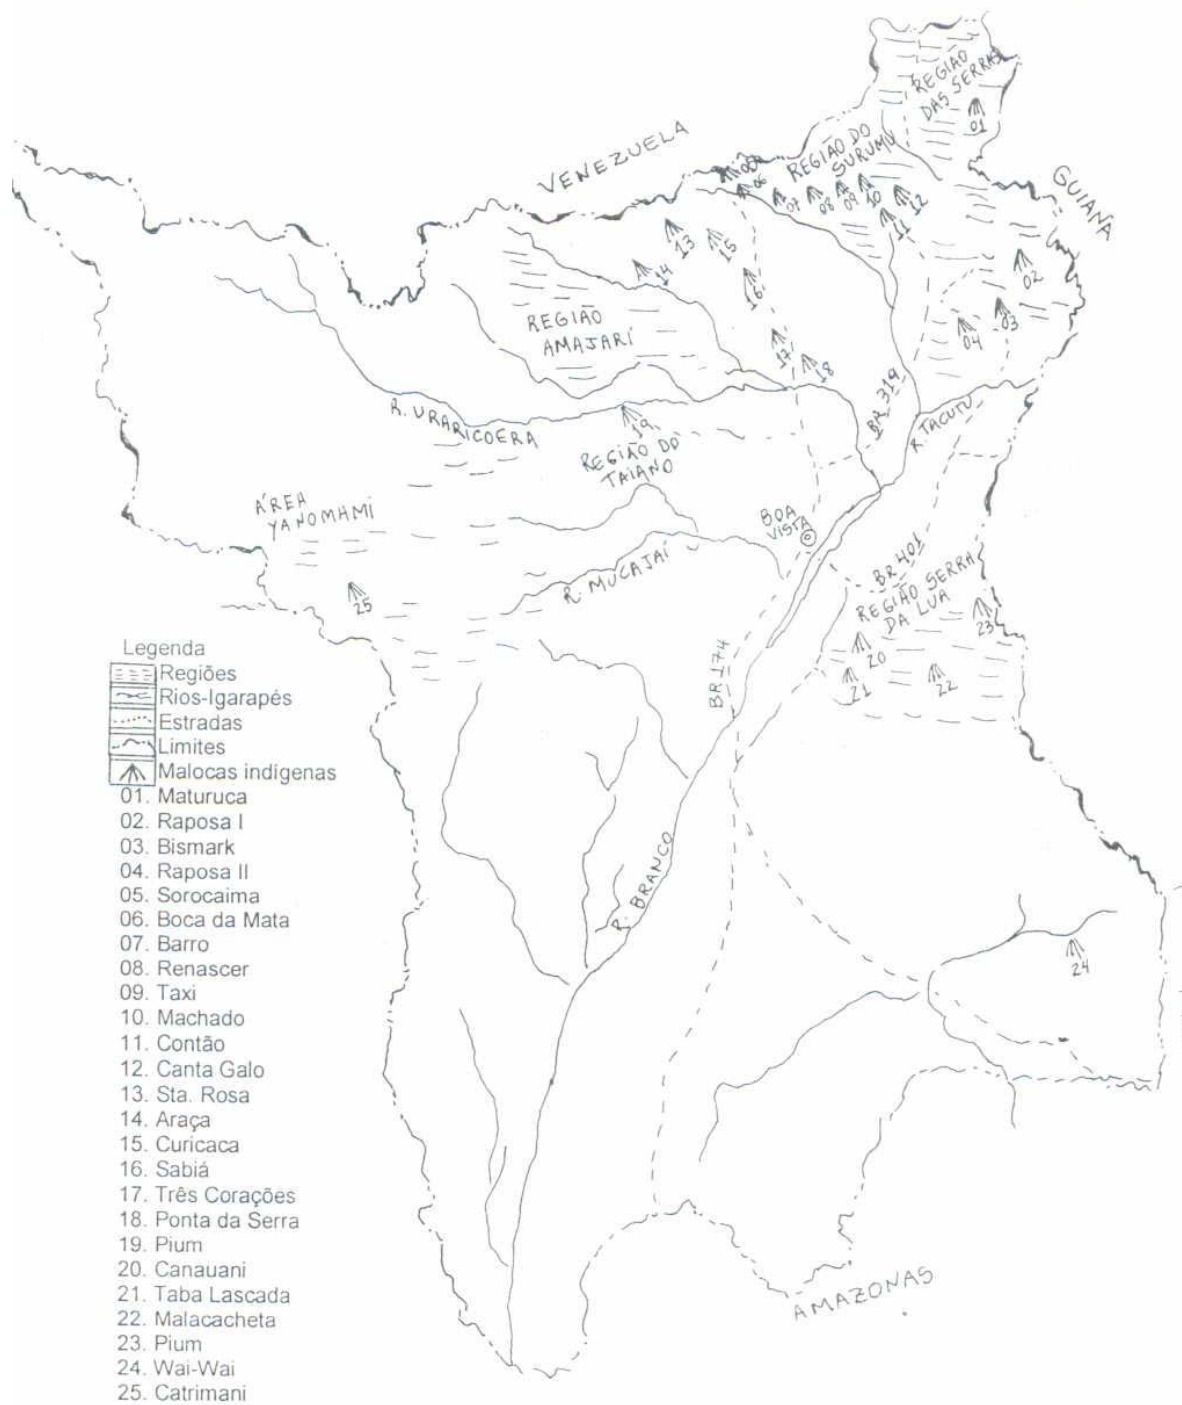 REGIÃO
DAS SERRAS
01
VENEZUELA
REGIÃO DO
SURUMÚ
GUIANA
05
06
07
08
09
10
11
12
13
14
15
16
02
03
04
REGIÃO
AMAJARÍ
17
18
BR 319
R. TACUTU
R. URARICOERA
19
REGIÃO DO
TAIANO
ÁREA
YANOMAMI
BOA
VISTA
BR 401
R. MUCAJAÍ
REGIÃO SERRA
DA LUA
25
23
20
21
22
BR 174
R. BRANCO
24
AMAZONAS
Legenda
Regiões
Rios-Igarapés
Estradas
Limites
Malocas indígenas
01. Maturuca
02. Raposa I
03. Bismark
04. Raposa II
05. Sorocaima
06. Boca da Mata
07. Barro
08. Renascer
09. Taxi
10. Machado
11. Contão
12. Canta Galo
13. Sta. Rosa
14. Araça
15. Curicaca
16. Sabiá
17. Três Corações
18. Ponta da Serra
19. Pium
20. Canauani
21. Taba Lascada
22. Malacacheta
23. Pium
24. Wai-Wai
25. Catrimani